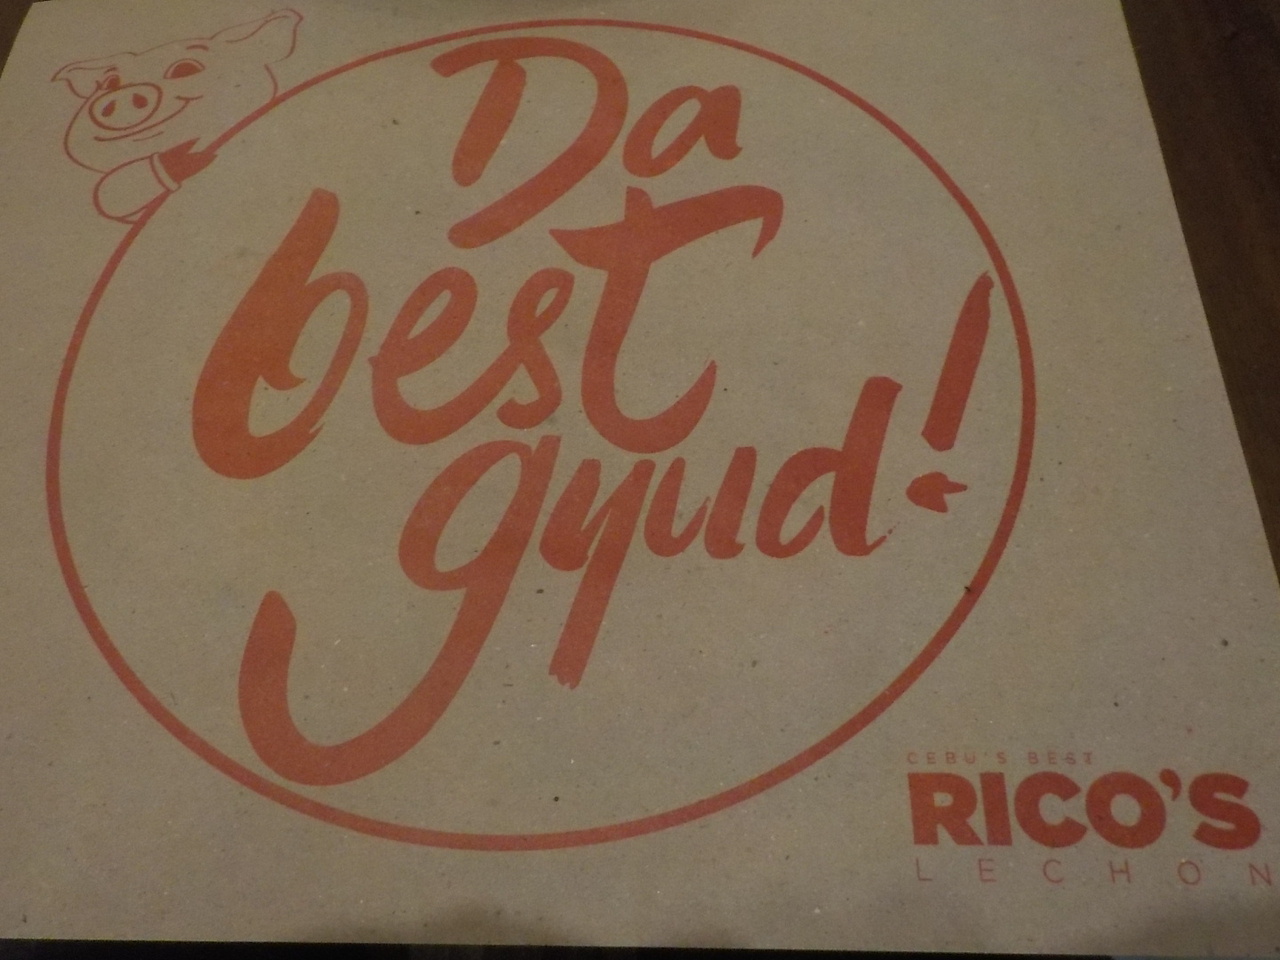 Da
best
gyud!
CEBU'S BEST
RICO'S
LECHON